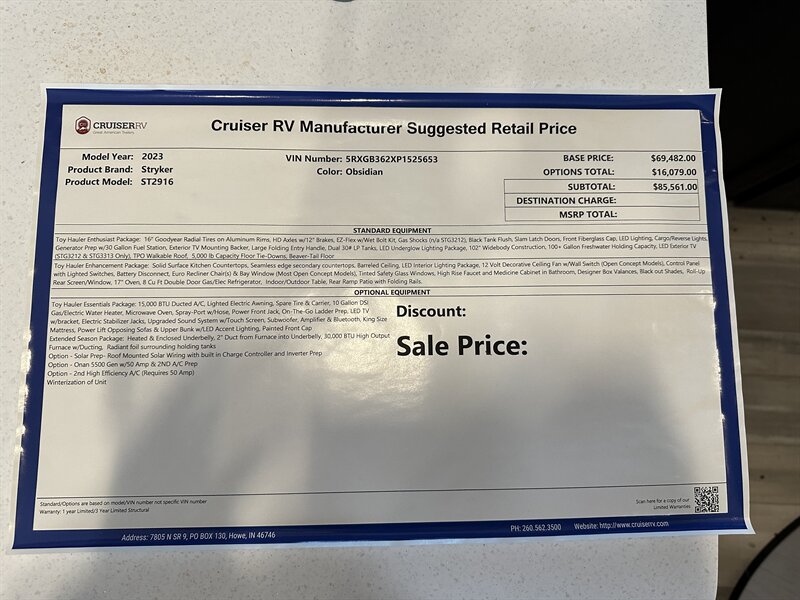 CRUISERRV
Great American Trailers
Cruiser RV Manufacturer Suggested Retail Price
Model Year: 2023
Product Brand: Stryker
Product Model: ST2916
VIN Number: 5RXGB362XP1525653
Color: Obsidian
BASE PRICE: $69,482.00
OPTIONS TOTAL: $16,079.00
SUBTOTAL: $85,561.00
DESTINATION CHARGE:
MSRP TOTAL:
STANDARD EQUIPMENT
Toy Hauler Enthusiast Package: 16" Goodyear Radial Tires on Aluminum Rims, HD Axles w/12" Brakes, EZ-Flex w/Wet Bolt Kit, Gas Shocks (n/a STG3212), Black Tank Flush, Slam Latch Doors, Front Fiberglass Cap, LED Lighting, Cargo/Reverse Lights,
Generator Prep w/30 Gallon Fuel Station, Exterior TV Mounting Backer, Large Folding Entry Handle, Dual 30# LP Tanks, LED Underglow Lighting Package, 102" Widebody Construction, 100+ Gallon Freshwater Holding Capacity, LED Exterior TV
(STG3212 & STG3313 Only), TPO Walkable Roof, 5,000 lb Capacity Floor Tie-Downs, Beaver-Tail Floor
Toy Hauler Enhancement Package: Solid Surface Kitchen Countertops, Seamless edge secondary countertops, Barreled Ceiling, LED Interior Lighting Package, 12 Volt Decorative Ceiling Fan w/Wall Switch (Open Concept Models), Control Panel
with Lighted Switches, Battery Disconnect, Euro Recliner Chair(s) & Bay Window (Most Open Concept Models), Tinted Safety Glass Windows, High Rise Faucet and Medicine Cabinet in Bathroom, Designer Box Valances, Black out Shades, Roll-Up
Rear Screen/Window, 17" Oven, 8 Cu Ft Double Door Gas/Elec Refrigerator, Indoor/Outdoor Table, Rear Ramp Patio with Folding Rails.
OPTIONAL EQUIPMENT
Toy Hauler Essentials Package: 15,000 BTU Ducted A/C, Lighted Electric Awning, Spare Tire & Carrier, 10 Gallon DSI
Gas/Electric Water Heater, Microwave Oven, Spray-Port w/Hose, Power Front Jack, On-The-Go Ladder Prep, LED TV
w/bracket, Electric Stabilizer Jacks, Upgraded Sound System w/Touch Screen, Subwoofer, Amplifier & Bluetooth, King Size
Mattress, Power Lift Opposing Sofas & Upper Bunk w/LED Accent Lighting, Painted Front Cap
Extended Season Package: Heated & Enclosed Underbelly, 2" Duct from Furnace into Underbelly, 30,000 BTU High Output
Furnace w/Ducting, Radiant foil surrounding holding tanks
Option - Solar Prep- Roof Mounted Solar Wiring with built in Charge Controller and Inverter Prep
Option - Onan 5500 Gen w/50 Amp & 2ND A/C Prep
Option - 2nd High Efficiency A/C (Requires 50 Amp)
Winterization of Unit
Discount:
Sale Price:
Standard/Options are based on model/VIN number not specific VIN number
Warranty: 1 year Limited/3 Year Limited Structural
Scan here for a copy of our
Limited Warranties
Address: 7805 N SR 9, PO BOX 130, Howe, IN 46746
PH: 260.562.3500
Website: http://www.cruiserrv.com